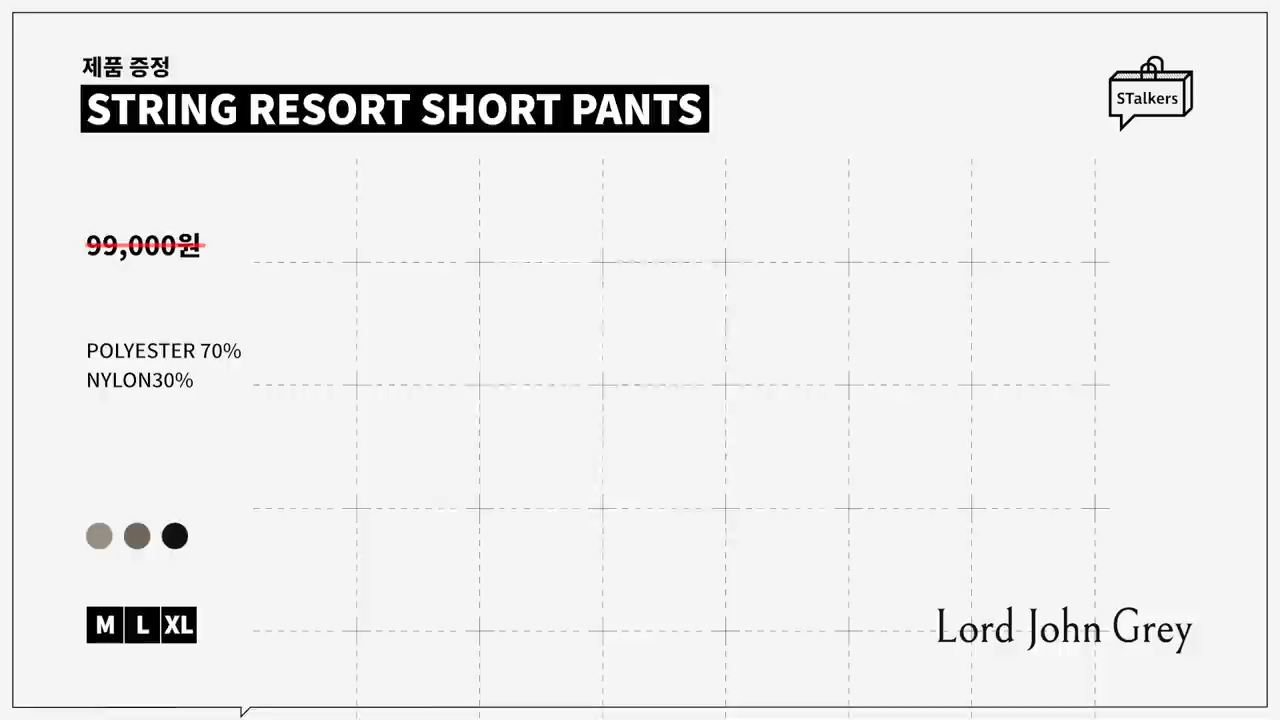 제품 증정
STRING RESORT SHORT PANTS
STalkers
99,000원
POLYESTER 70%
NYLON30%
M L XL
Lord John Grey